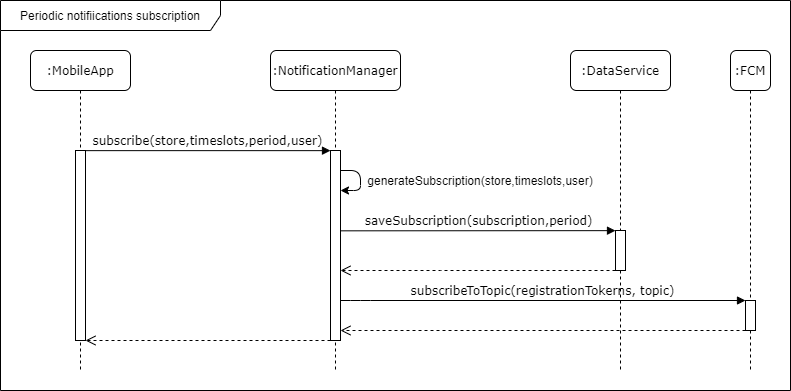 Periodic notifiications subscription
:MobileApp
:NotificationManager
:DataService
:FCM
subscribe(store,timeslots,period,user)
generateSubscription(store,timeslots,user)
saveSubscription(subscription,period)
subscribeToTopic(registrationTokerns, topic)